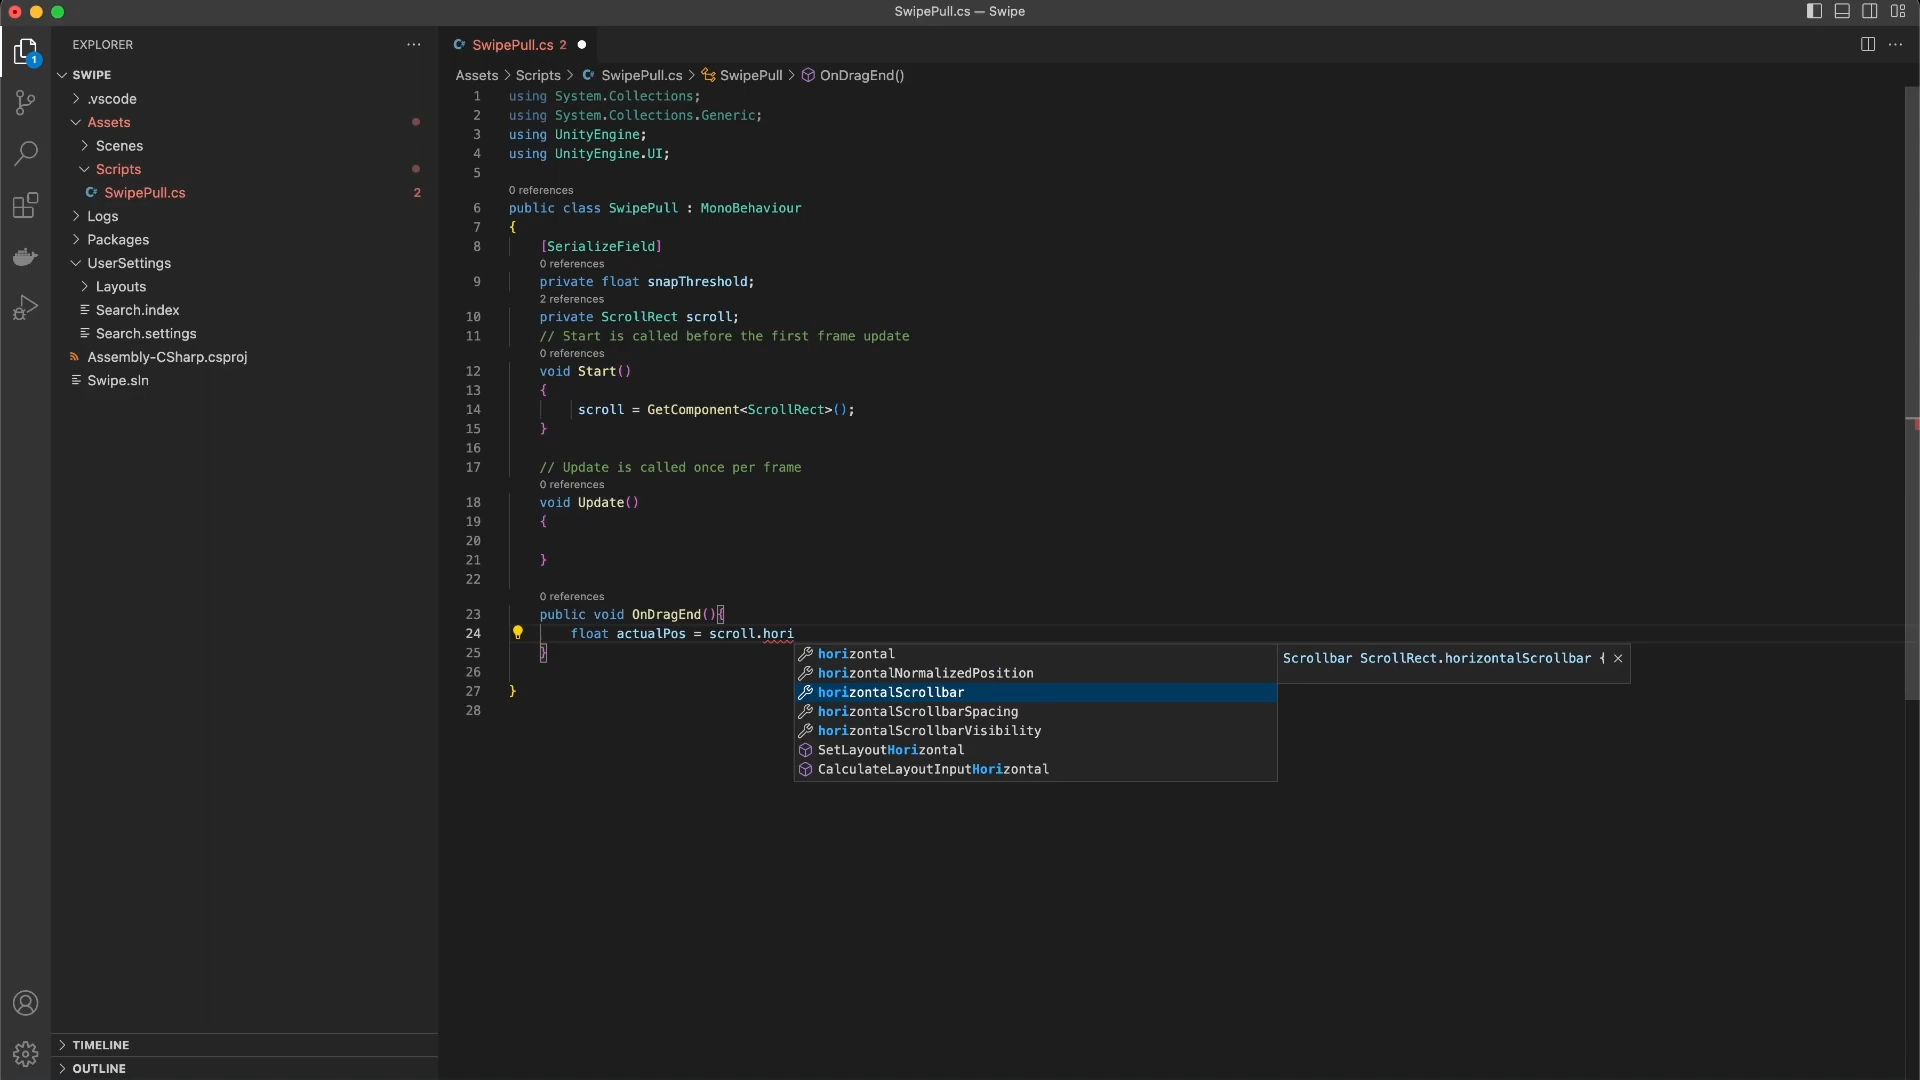 SwipePull.cs — Swipe
EXPLORER
SWIPE
.vscode
Assets
Scenes
Scripts
SwipePull.cs 2
Logs
Packages
UserSettings
Layouts
Search.index
Search.settings
Assembly-CSharp.csproj
Swipe.sln
TIMELINE
OUTLINE
1
SwipePull.cs 2
Assets > Scripts > SwipePull.cs > SwipePull > OnDragEnd()
1 using System.Collections;
2 using System.Collections.Generic;
3 using UnityEngine;
4 using UnityEngine.UI;
5
0 references
6 public class SwipePull : MonoBehaviour
7 {
8 [SerializeField]
0 references
9 private float snapThreshold;
2 references
10 private ScrollRect scroll;
11 // Start is called before the first frame update
0 references
12 void Start()
13 {
14 scroll = GetComponent<ScrollRect>();
15 }
16
17 // Update is called once per frame
0 references
18 void Update()
19 {
20
21 }
22
0 references
23 public void OnDragEnd(){
24 float actualPos = scroll.hori
25 }
26
27 }
28
horizontal
horizontalNormalizedPosition
horizontalScrollbar
horizontalScrollbarSpacing
horizontalScrollbarVisibility
SetLayoutHorizontal
CalculateLayoutInputHorizontal
Scrollbar ScrollRect.horizontalScrollbar {